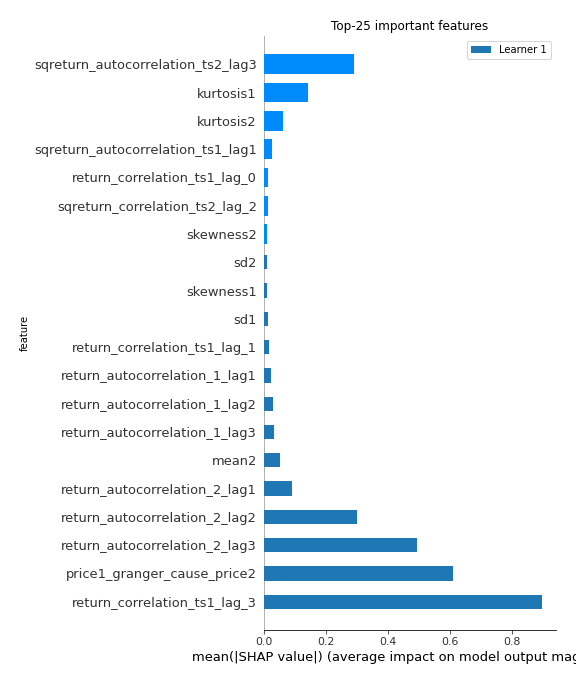 Top-25 important features
Learner 1
sqreturn_autocorrelation_ts2_lag3
kurtosis1
kurtosis2
sqreturn_autocorrelation_ts1_lag1
return_correlation_ts1_lag_0
sqreturn_correlation_ts2_lag_2
skewness2
sd2
skewness1
sd1
return_correlation_ts1_lag_1
return_autocorrelation_1_lag1
return_autocorrelation_1_lag2
return_autocorrelation_1_lag3
mean2
return_autocorrelation_2_lag1
return_autocorrelation_2_lag2
return_autocorrelation_2_lag3
price1_granger_cause_price2
return_correlation_ts1_lag_3
feature
0.0 0.2 0.4 0.6 0.8
mean(|SHAP value|) (average impact on model output mag